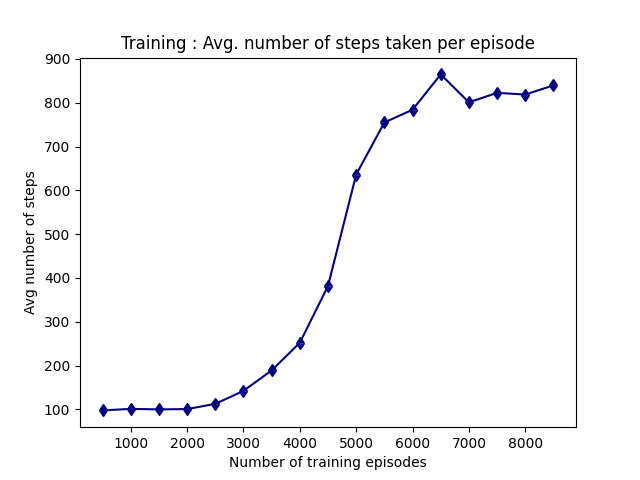 Training : Avg. number of steps taken per episode
900
800
700
600
500
400
300
200
100
Avg number of steps
1000 2000 3000 4000 5000 6000 7000 8000
Number of training episodes